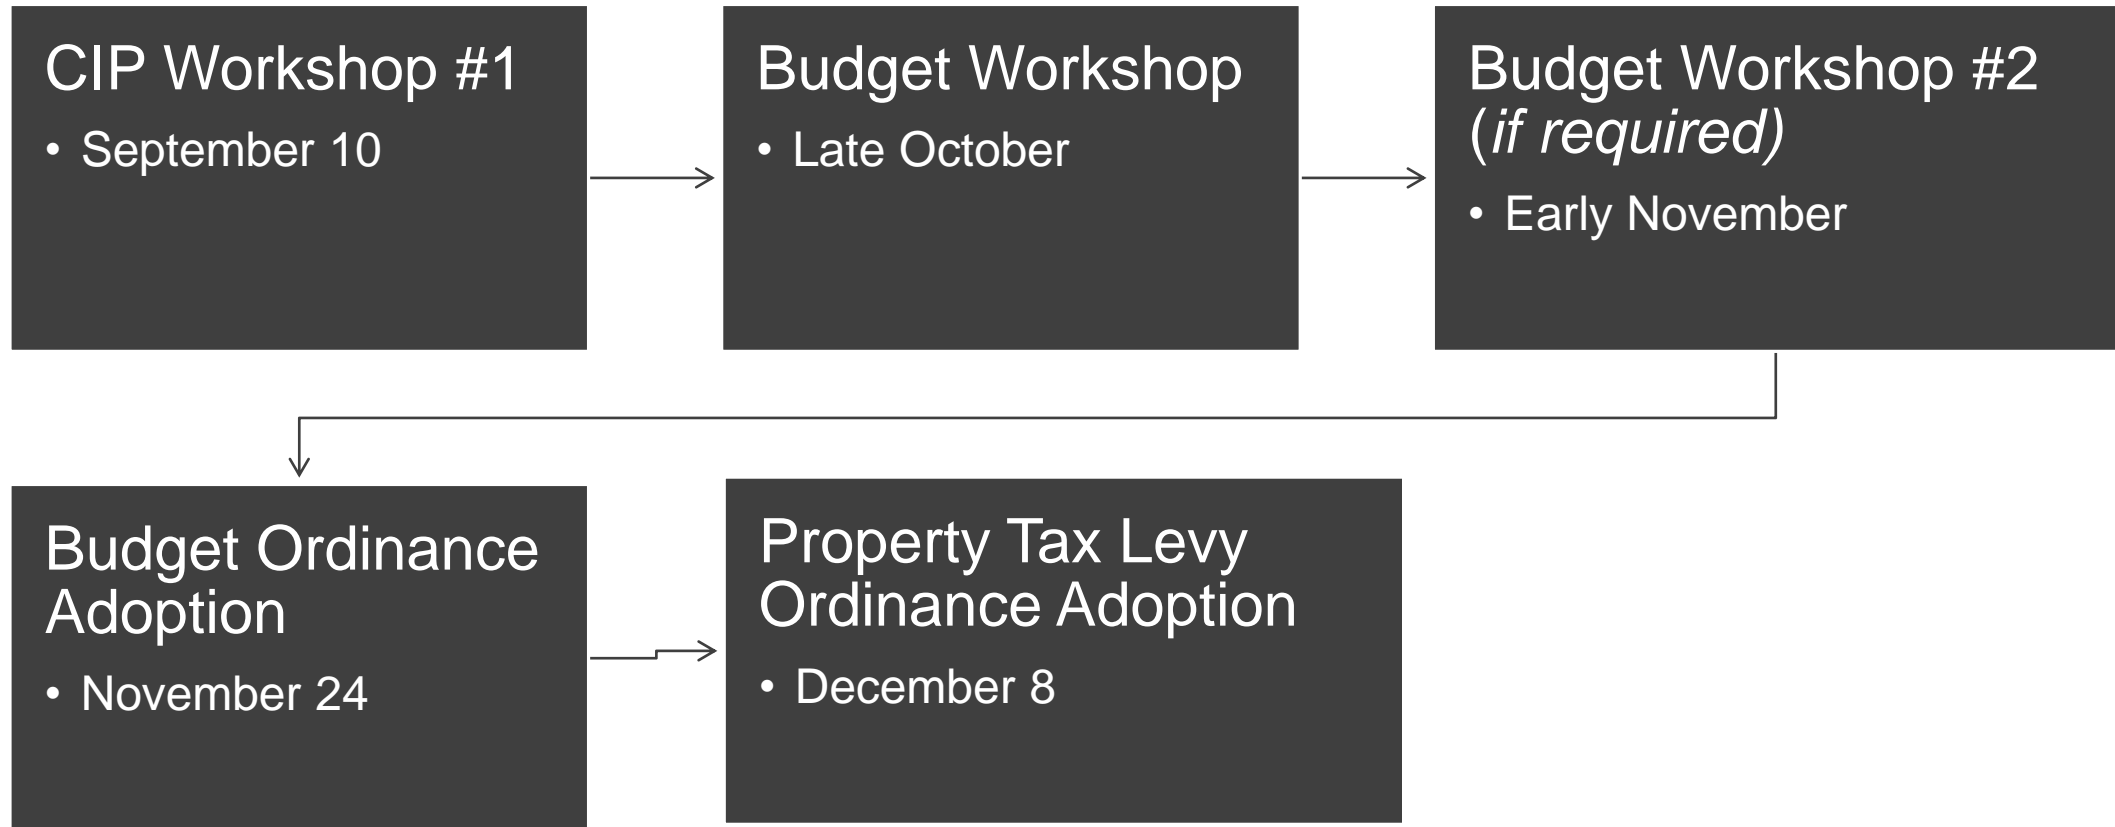 CIP Workshop #1
• September 10
Budget Workshop
• Late October
Budget Workshop #2
(if required)
• Early November
Budget Ordinance
Adoption
• November 24
Property Tax Levy
Ordinance Adoption
• December 8